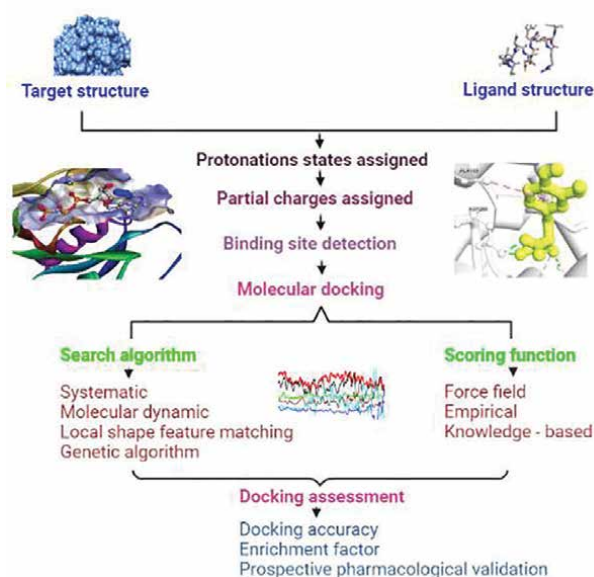 Target structure
Ligand structure
Protonations states assigned
Partial charges assigned
Binding site detection
Molecular docking
Search algorithm
Systematic
Molecular dynamic
Local shape feature matching
Genetic algorithm
Scoring function
Force field
Empirical
Knowledge - based
Docking assessment
Docking accuracy
Enrichment factor
Prospective pharmacological validation